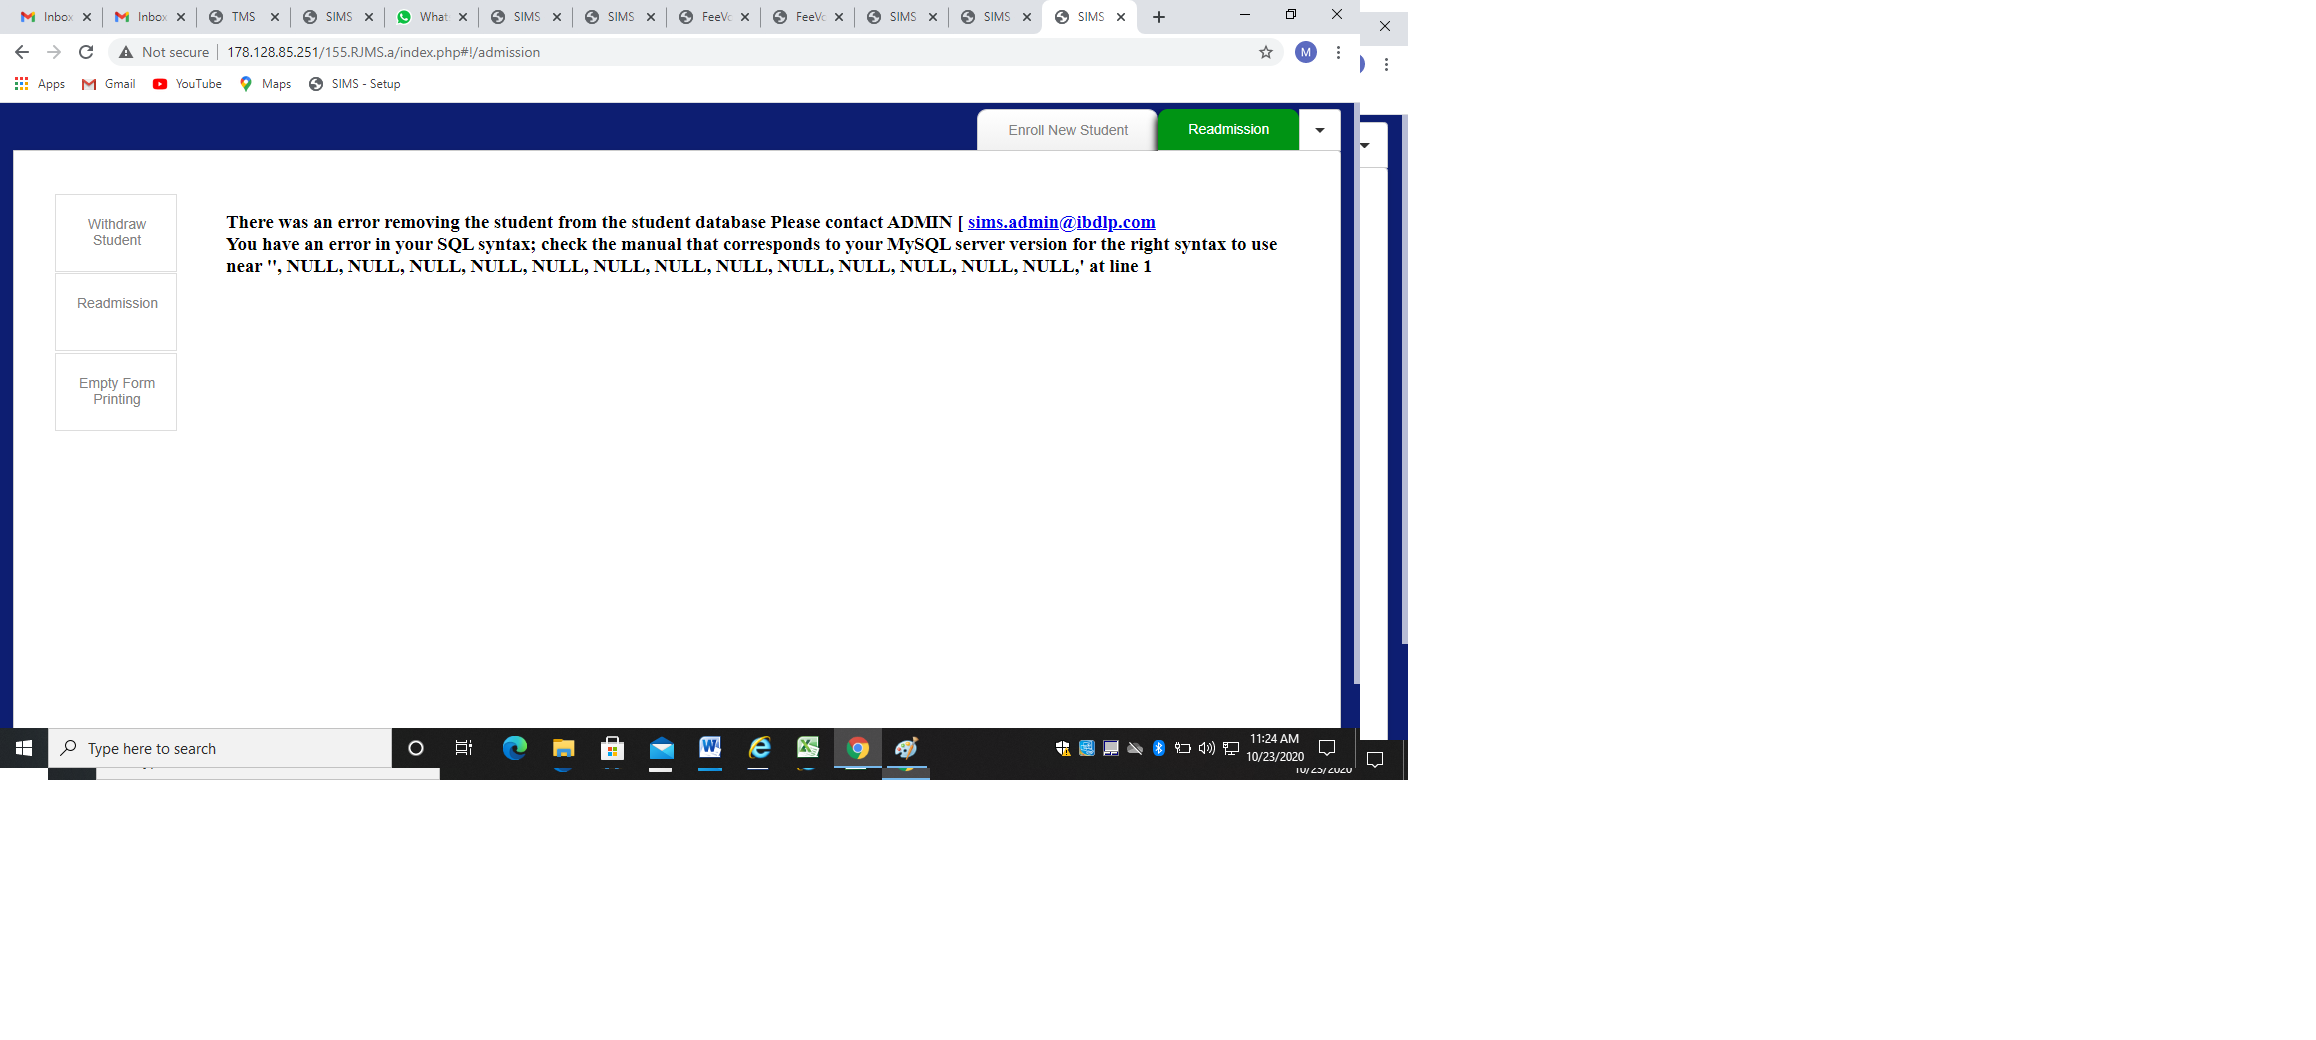 Inbox
Inbox
TMS
SIMS
What
SIMS
SIMS
FeeVc
FeeVc
SIMS
SIMS
SIMS
Not secure
178.128.85.251/155.RJMS.a/index.php#!/admission
M
Apps
Gmail
YouTube
Maps
SIMS - Setup
Enroll New Student
Readmission
Withdraw
Student
Readmission
Empty Form
Printing
There was an error removing the student from the student database Please contact ADMIN [ sims.admin@ibdlp.com
You have an error in your SQL syntax; check the manual that corresponds to your MySQL server version for the right syntax to use
near '', NULL, NULL, NULL, NULL, NULL, NULL, NULL, NULL, NULL, NULL, NULL, NULL, NULL,' at line 1
Type here to search
11:24 AM
10/23/2020
10/23/2020